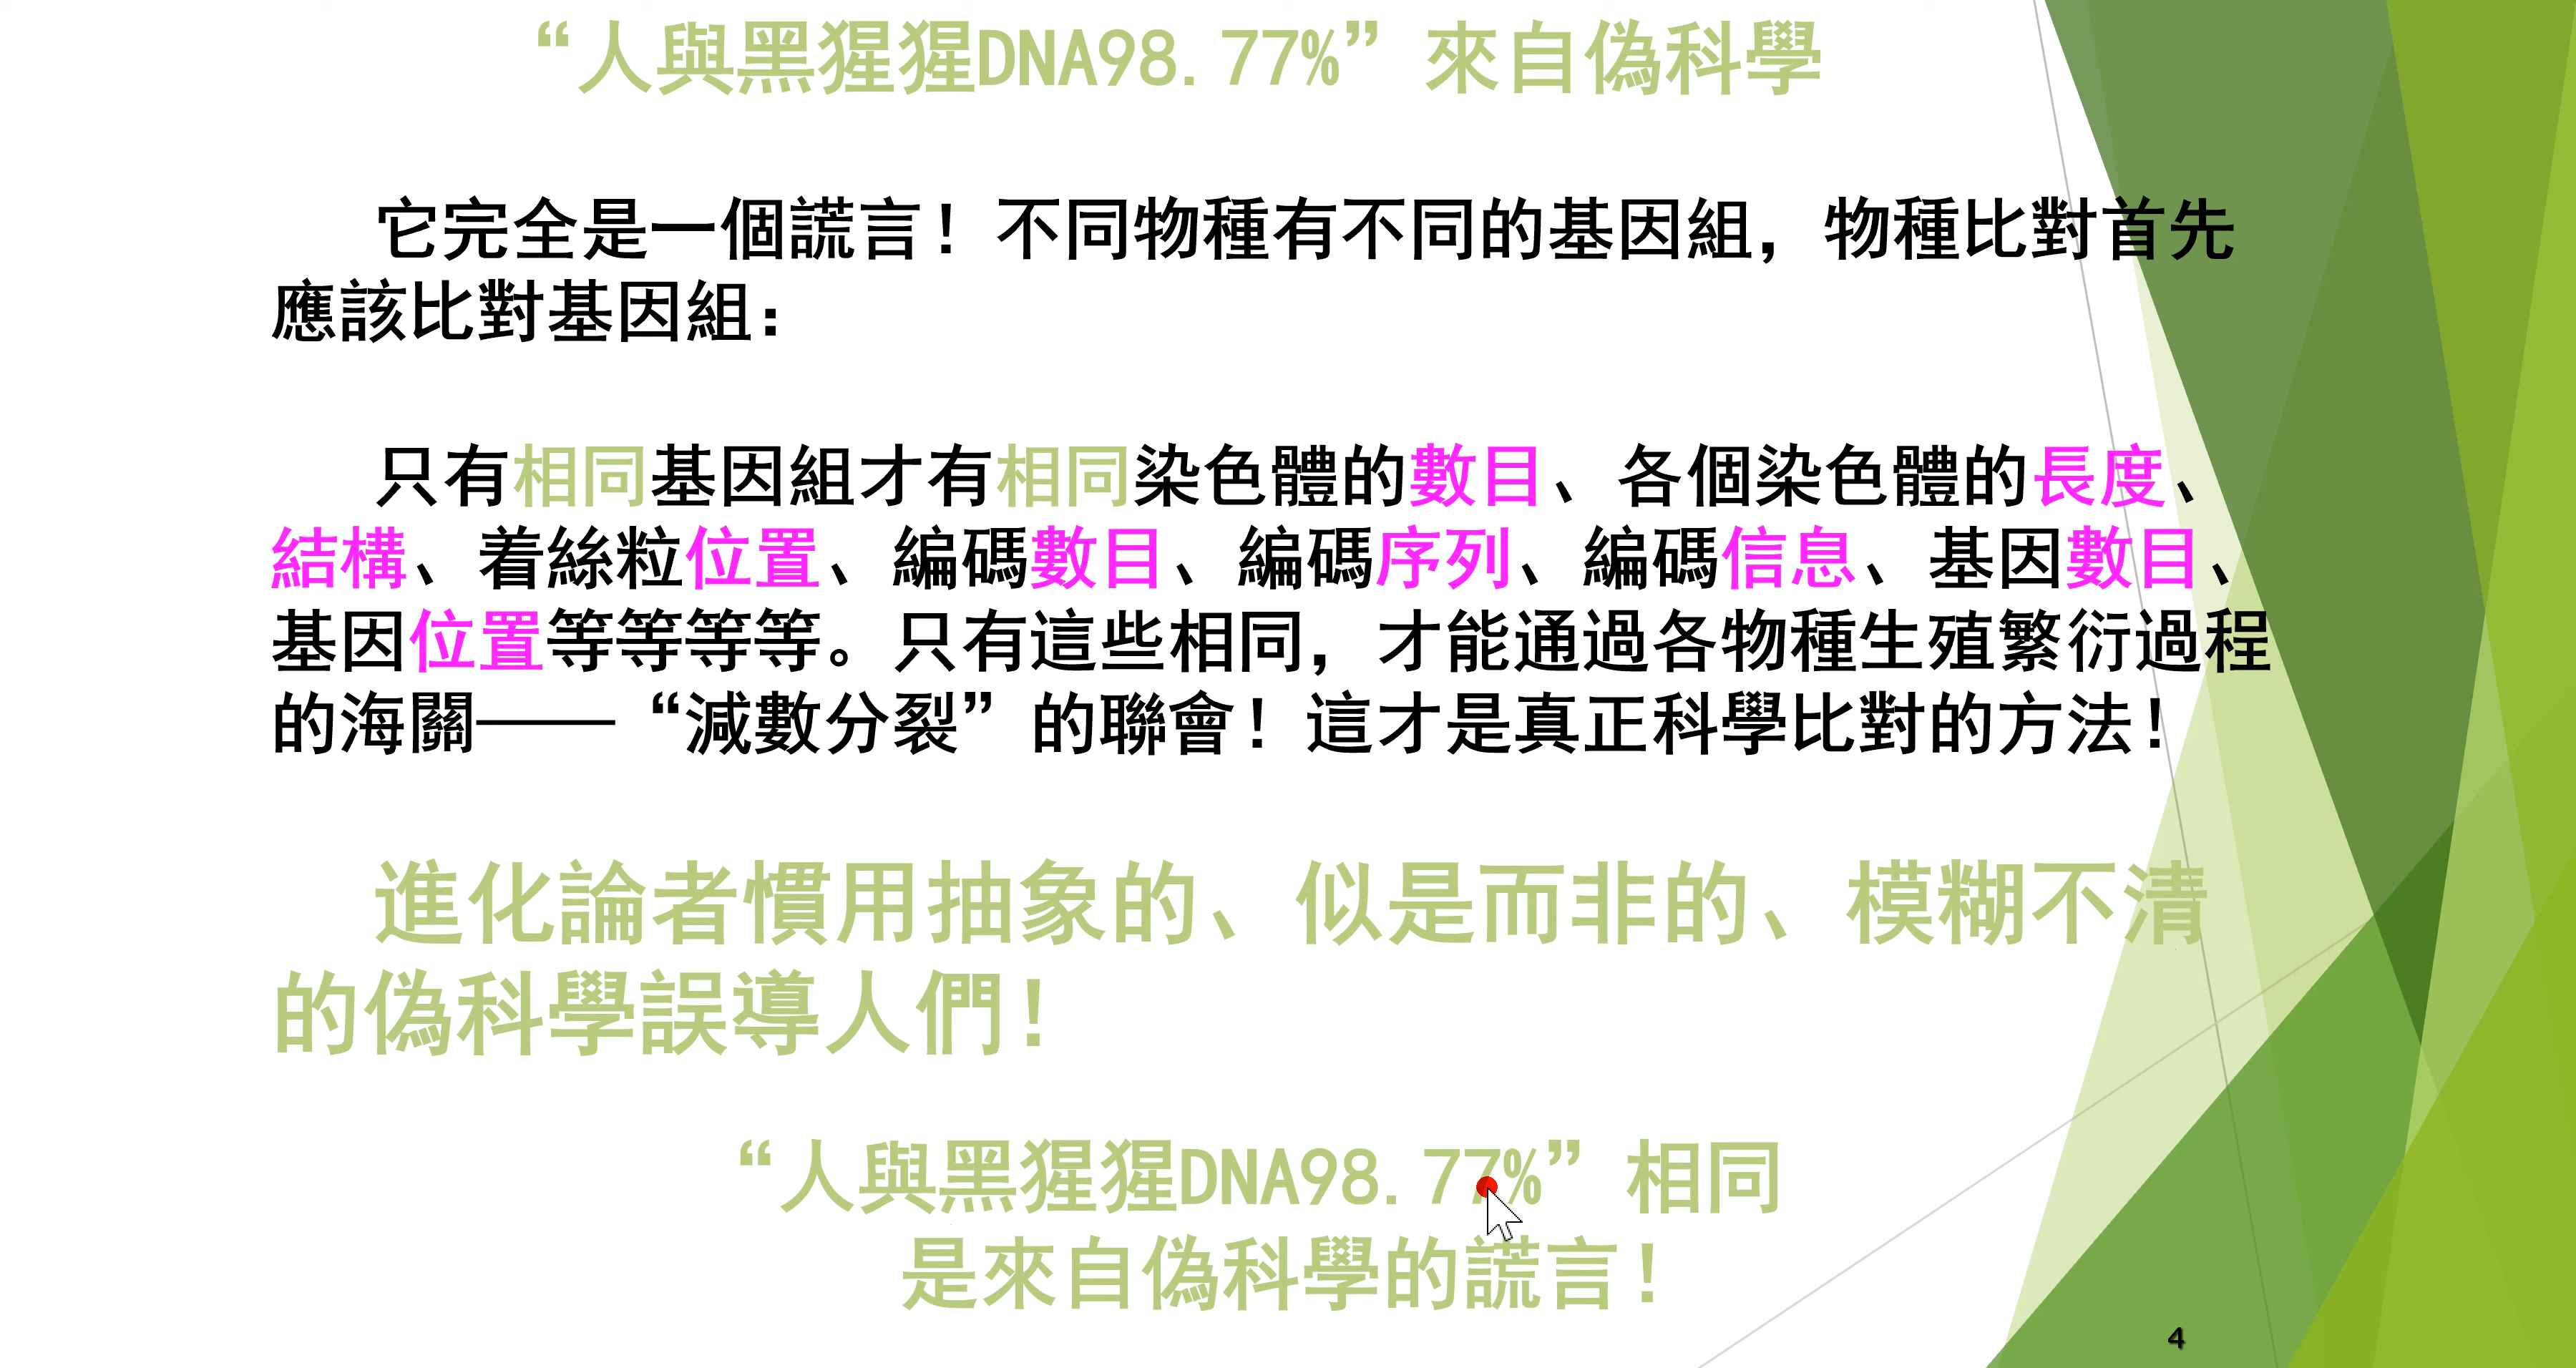 “人與黑猩猩DNA98.77%”來自偽科學
它完全是一個謊言！不同物種有不同的基因組，物種比對首先
應該比對基因組：
只有相同基因組才有相同染色體的數目、各個染色體的長度、
結構、着絲粒位置、編碼數目、編碼序列、編碼信息、基因數目、
基因位置等等等等。只有這些相同，才能通過各物種生殖繁衍過程
的海關——“減數分裂”的聯會！這才是真正科學比對的方法！
進化論者慣用抽象的、似是而非的、模糊不清
的偽科學誤導人們！
“人與黑猩猩DNA98.77%”相同
是來自偽科學的謊言！
4